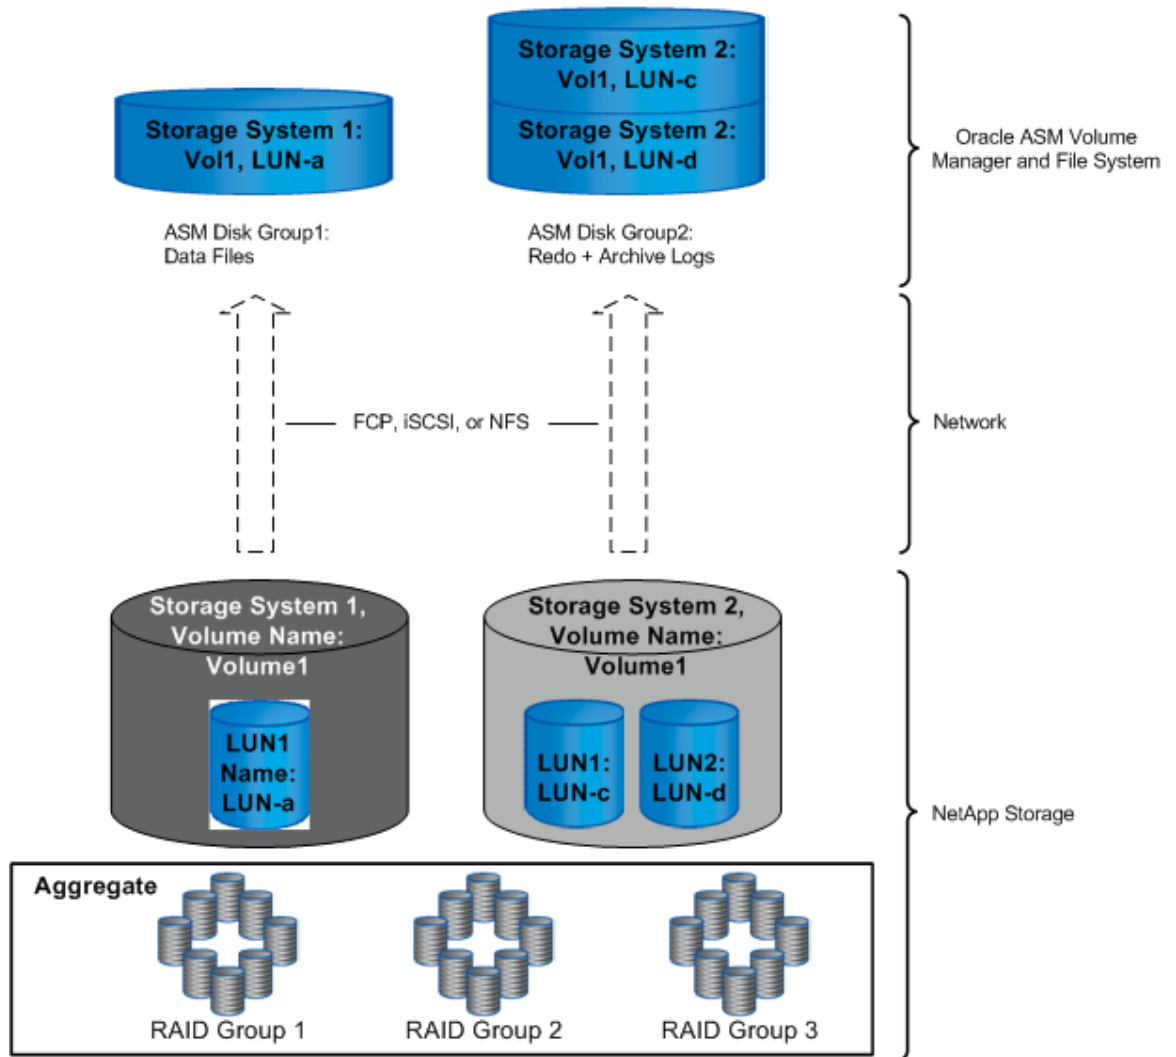 Storage System 1:
Vol1, LUN-a
ASM Disk Group1:
Data Files
Storage System 2:
Vol1, LUN-c
Storage System 2:
Vol1, LUN-d
ASM Disk Group2:
Redo + Archive Logs
Oracle ASM Volume
Manager and File System
FCP, iSCSI, or NFS
Network
Storage System 1,
Volume Name:
Volume1
LUN1
Name:
LUN-a
Storage System 2,
Volume Name:
Volume1
LUN1:
LUN-c
LUN2:
LUN-d
NetApp Storage
Aggregate
RAID Group 1
RAID Group 2
RAID Group 3